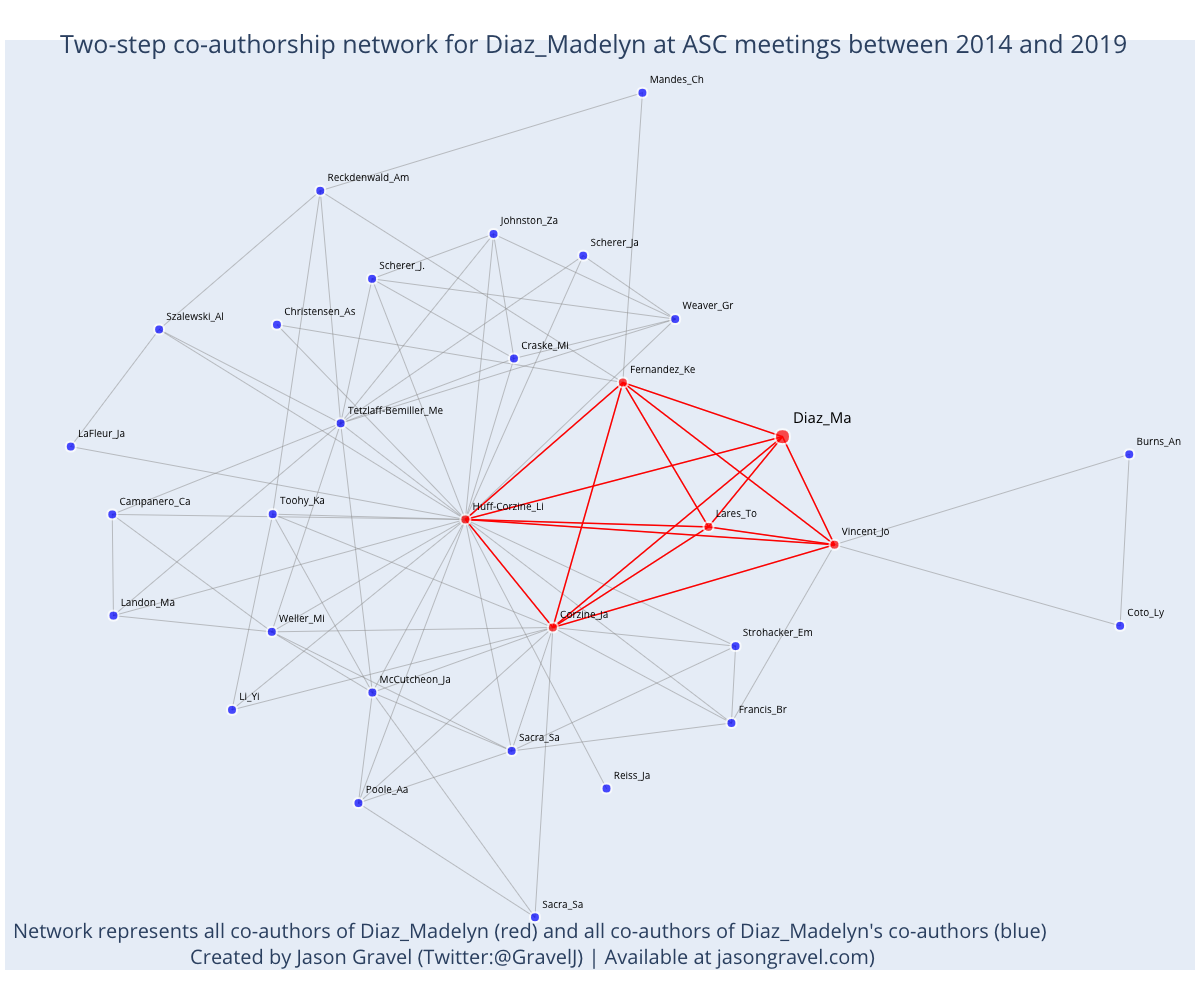 Two-step co-authorship network for Diaz_Madelyn at ASC meetings between 2014 and 2019
Mandes_Ch
Reckdenwald_Am
Johnston_Za
Scherer_Ja
Scherer_J.
Weaver_Gr
Christensen_As
Szalewski_Al
Craske_Mi
Fernandez_Ke
Tetzlaff-Bemiller_Me
Diaz_Ma
LaFleur_Ja
Burns_An
Campanero_Ca
Toohy_Ka
Huff-Corzine_Li
Lares_To
Vincent_Jo
Landon_Ma
Weller_Mi
Corzine_Ja
Coto_Ly
Strohacker_Em
McCutcheon_Ja
Li_Yi
Francis_Br
Sacra_Sa
Reiss_Ja
Poole_Aa
Sacra_Sa
Network represents all co-authors of Diaz_Madelyn (red) and all co-authors of Diaz_Madelyn's co-authors (blue)
Created by Jason Gravel (Twitter:@GravelJ) | Available at jasongravel.com)